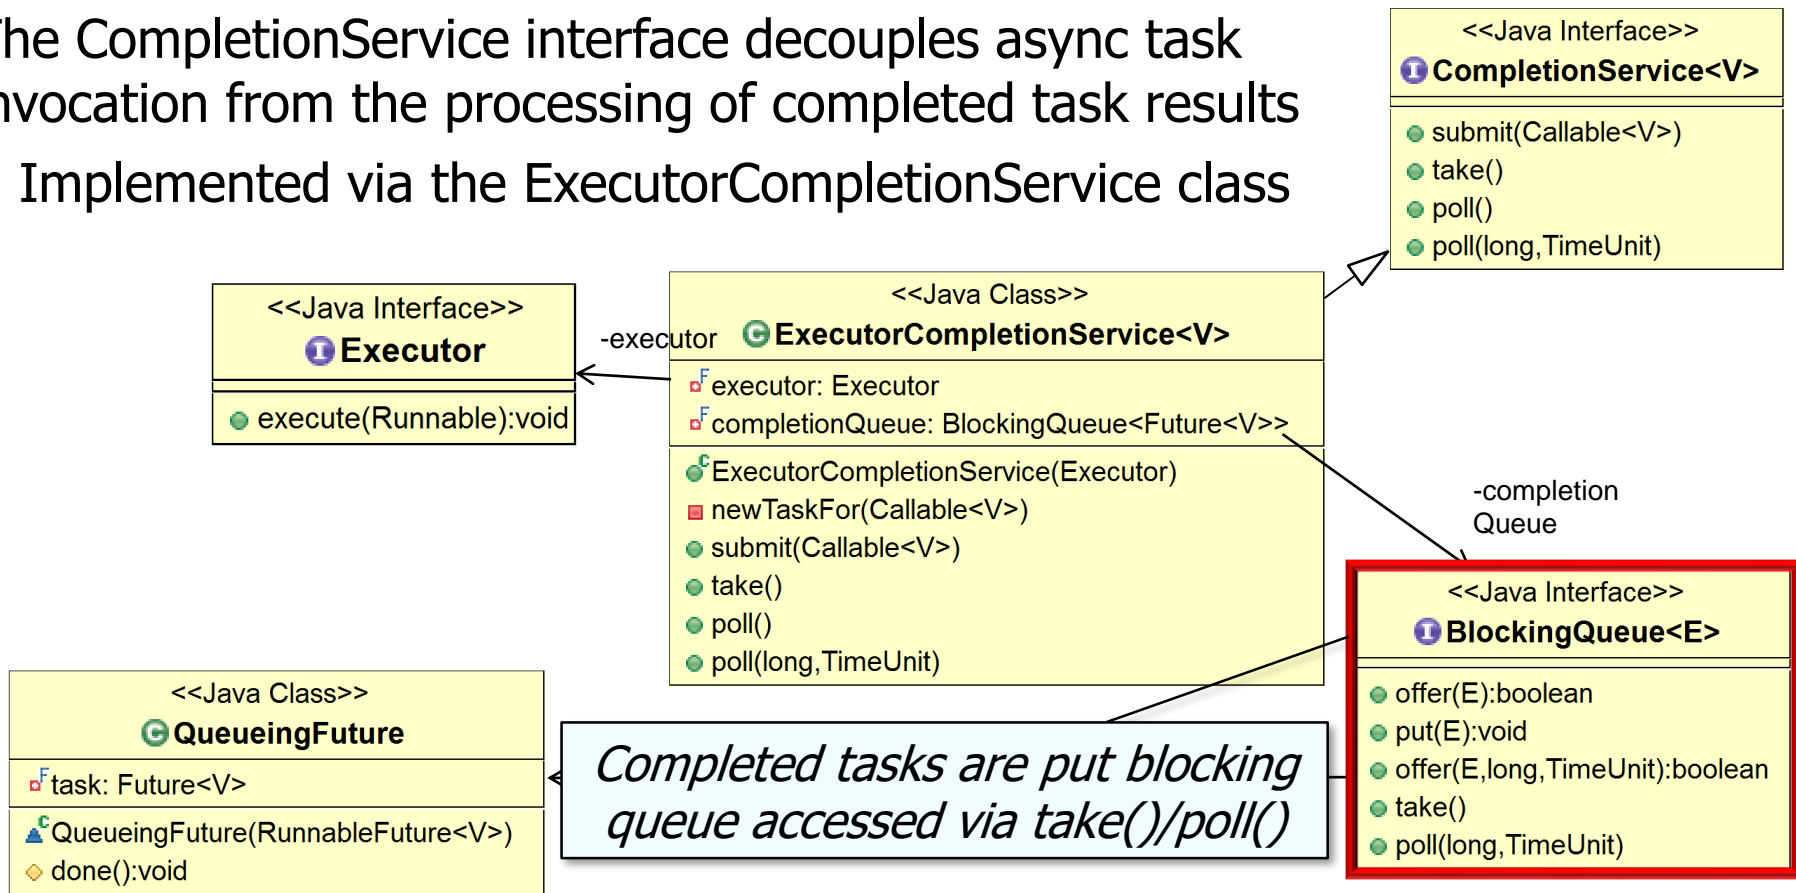 he CompletionService interface decouples async task
nvocation from the processing of completed task results
Implemented via the ExecutorCompletionService class
<<Java Interface>>
CompletionService<V>
submit(Callable<V>)
take()
poll()
poll(long,TimeUnit)
<<Java Interface>>
Executor
execute(Runnable):void
-executor
<<Java Class>>
ExecutorCompletionService<V>
executor: Executor
completionQueue: BlockingQueue<Future<V>>
ExecutorCompletionService(Executor)
newTaskFor(Callable<V>)
submit(Callable<V>)
take()
poll()
poll(long,TimeUnit)
-completion
Queue
<<Java Interface>>
BlockingQueue<E>
offer(E):boolean
put(E):void
offer(E,long,TimeUnit):boolean
take()
poll(long,TimeUnit)
<<Java Class>>
QueueingFuture
task: Future<V>
QueueingFuture(RunnableFuture<V>)
done():void
Completed tasks are put blocking
queue accessed via take()/poll()